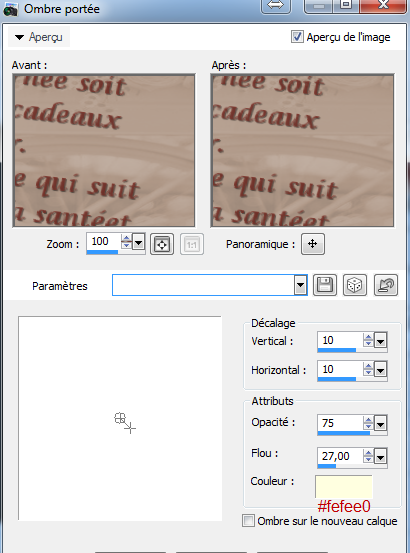 Ombre portée
Aperçu
Aperçu de l'image
Avant :
Après :
née soit
cadeaux
e qui suit
a santéet
née soit
cadeaux
e qui suit
a santéet
Zoom :
100
1:1
Panoramique :
Paramètres
Décalage
Vertical :
10
Horizontal :
10
Attributs
Opacité :
75
Flou :
27,00
Couleur :
#fefee0
Ombre sur le nouveau calque